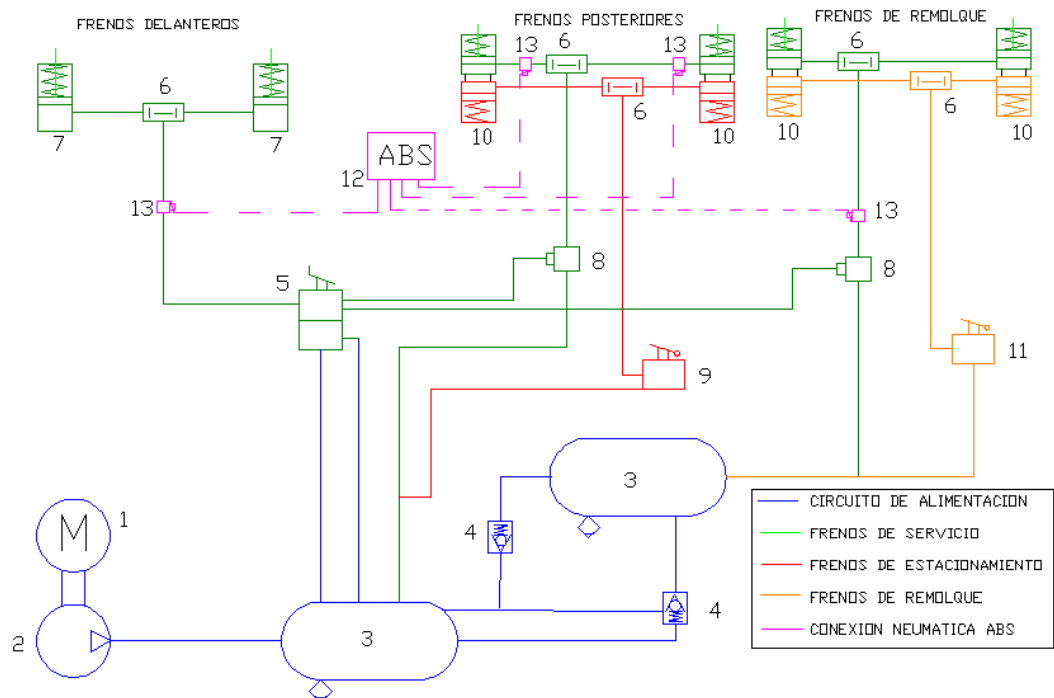 FRENOS DELANTEROS
FRENOS POSTERIORES
FRENOS DE REMOLQUE
6
13
6
13
6
7
7
10
6
10
10
6
10
ABS
12
13
13
5
8
8
9
11
3
1
M
4
2
3
4
CIRCUITO DE ALIMENTACION
FRENOS DE SERVICIO
FRENOS DE ESTACIONAMIENTO
FRENOS DE REMOLQUE
CONEXION NEUMATICA ABS